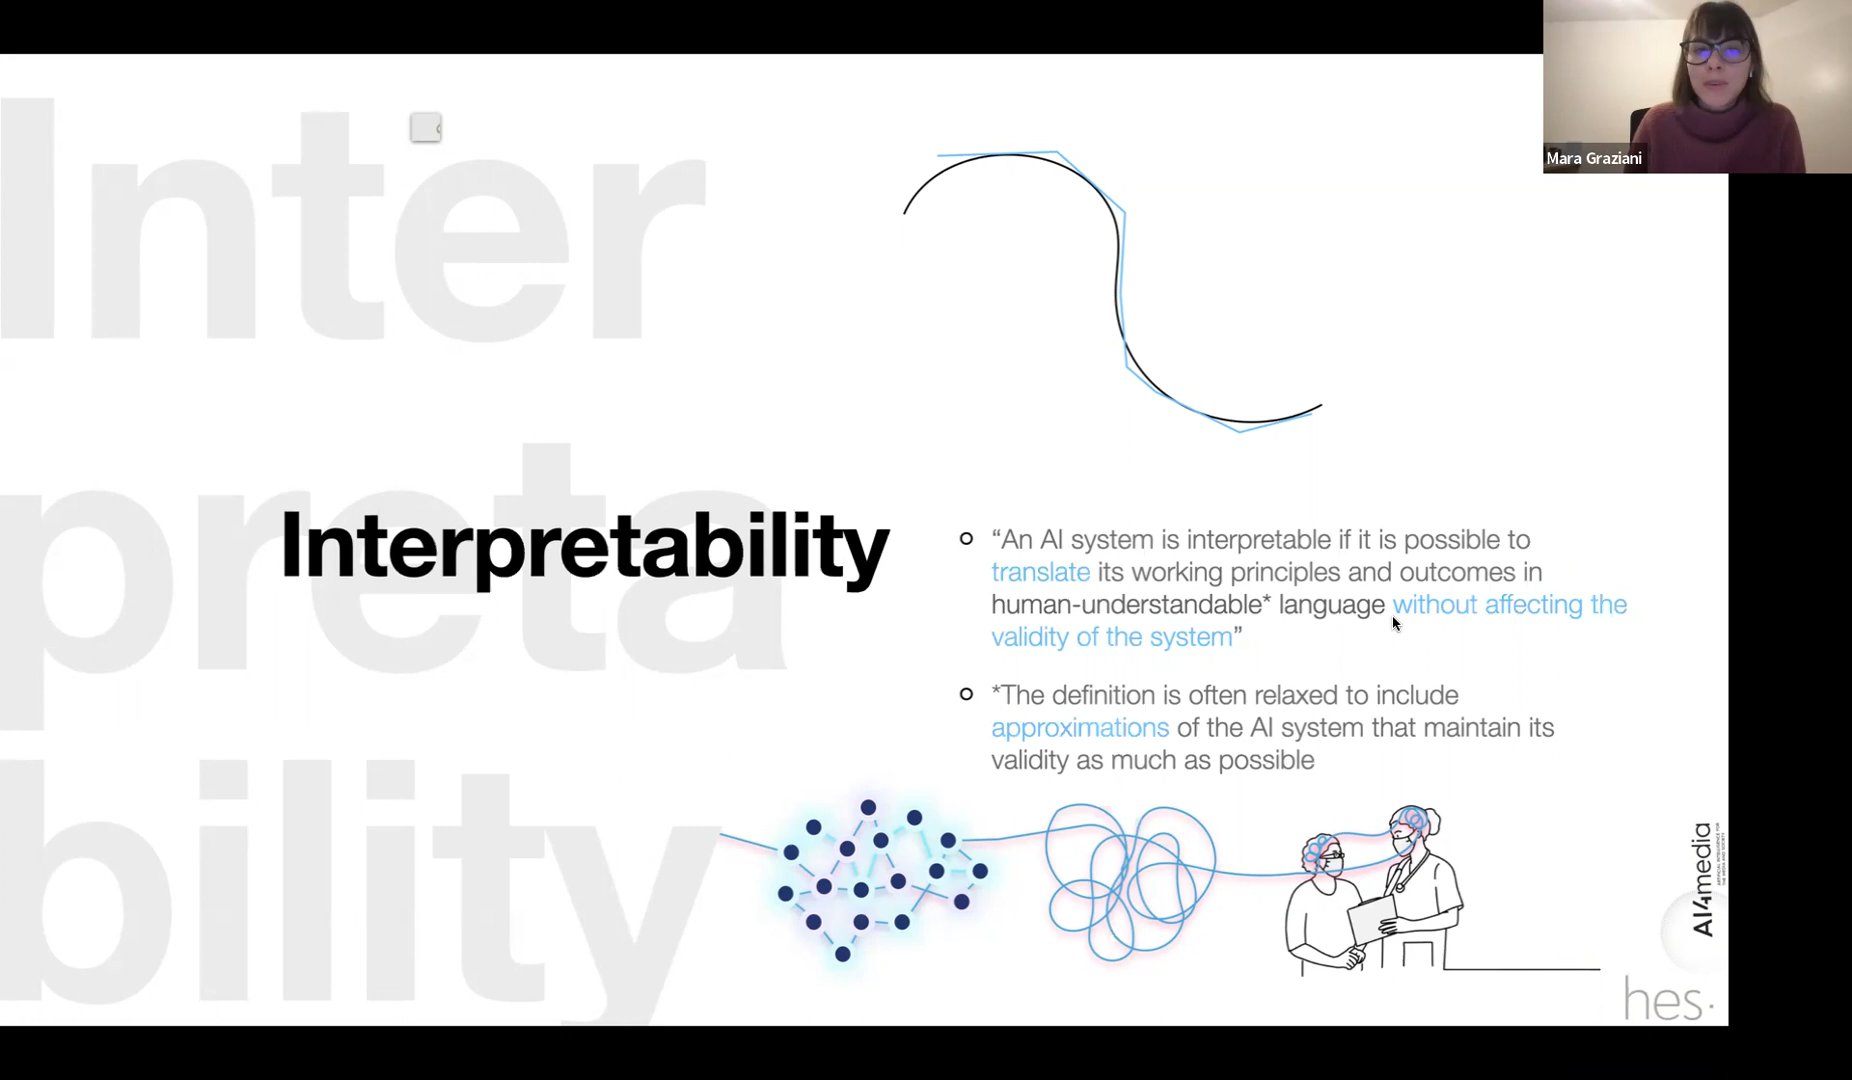 Inter
preta
bility
Interpretability
“An AI system is interpretable if it is possible to
translate its working principles and outcomes in
human-understandable* language without affecting the
validity of the system”
*The definition is often relaxed to include
approximations of the AI system that maintain its
validity as much as possible
Mara Graziani
AI4media
hes.